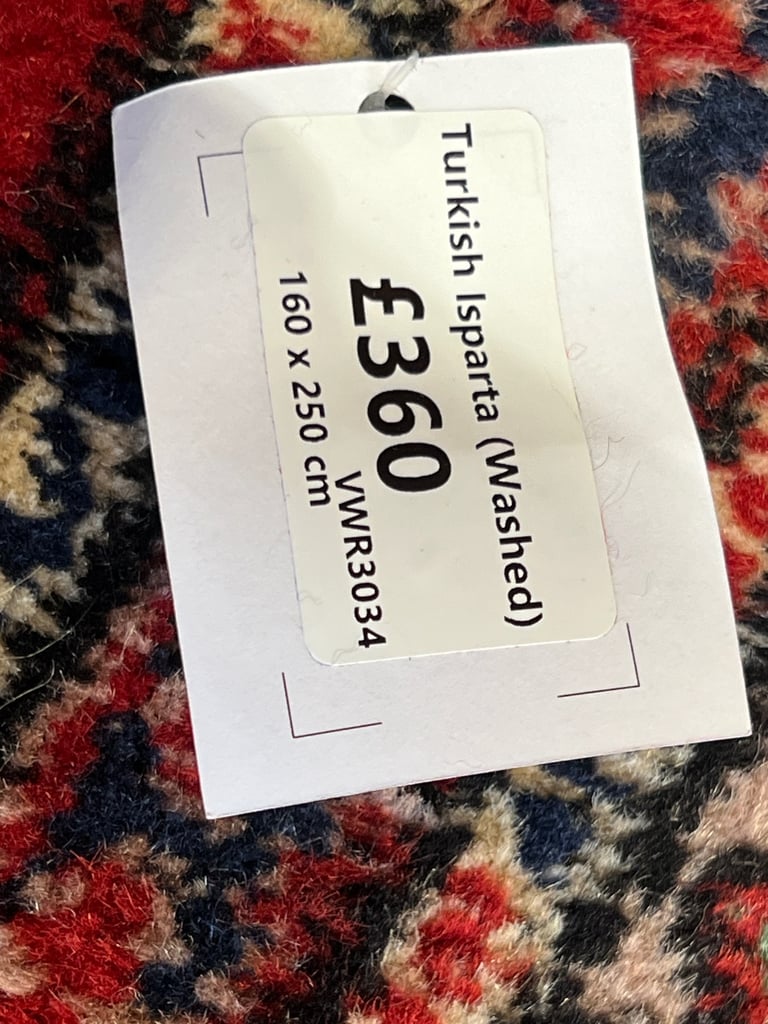 Turkish Isparta (Washed)
£360
VWR3034
160 x 250 cm